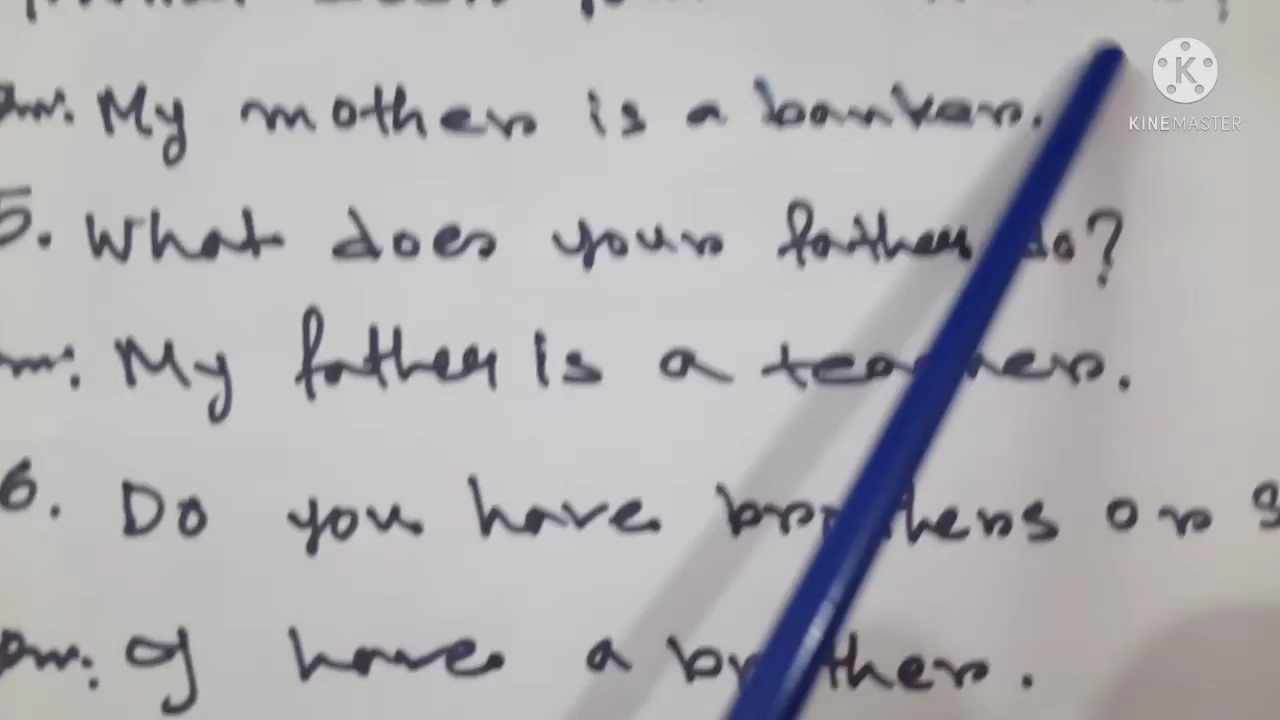 Ans: My mother is a banker.
K
KINEMASTER
5. What does your father do?
Ans: My father is a teacher.
6. Do you have brothers or
Ans: I have a brother.